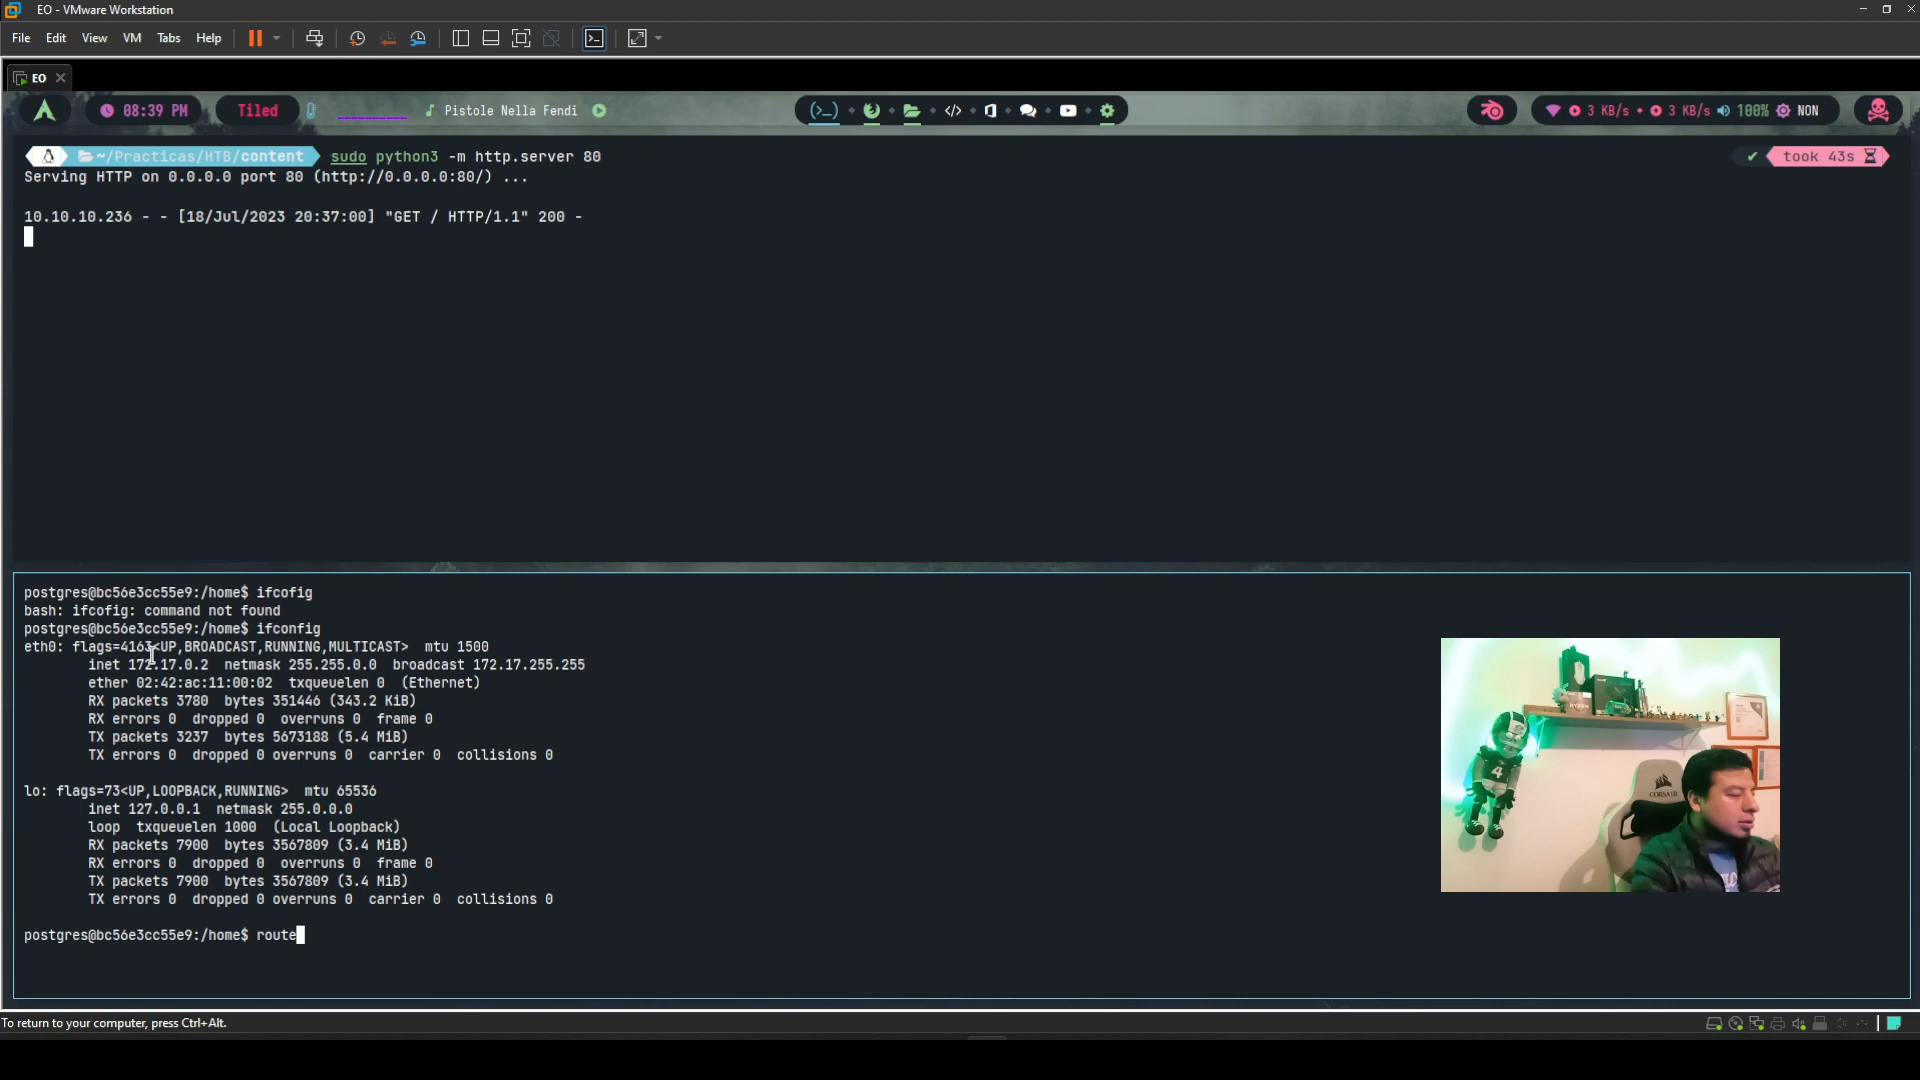 EO - VMware Workstation
File Edit View VM Tabs Help
EO
08:39 PM Tiled Pistole Nella Fendi 3 KB/s 3 KB/s 100% NON
~/Practicas/HTB/content sudo python3 -m http.server 80 took 43s
Serving HTTP on 0.0.0.0 port 80 (http://0.0.0.0:80/) ...
10.10.10.236 - - [18/Jul/2023 20:37:00] "GET / HTTP/1.1" 200 -
postgres@bc56e3cc55e9:/home$ ifcofig
bash: ifcofig: command not found
postgres@bc56e3cc55e9:/home$ ifconfig
eth0: flags=4163<UP,BROADCAST,RUNNING,MULTICAST> mtu 1500
inet 172.17.0.2 netmask 255.255.0.0 broadcast 172.17.255.255
ether 02:42:ac:11:00:02 txqueuelen 0 (Ethernet)
RX packets 3780 bytes 351446 (343.2 KiB)
RX errors 0 dropped 0 overruns 0 frame 0
TX packets 3237 bytes 5673188 (5.4 MiB)
TX errors 0 dropped 0 overruns 0 carrier 0 collisions 0
lo: flags=73<UP,LOOPBACK,RUNNING> mtu 65536
inet 127.0.0.1 netmask 255.0.0.0
loop txqueuelen 1000 (Local Loopback)
RX packets 7900 bytes 3567809 (3.4 MiB)
RX errors 0 dropped 0 overruns 0 frame 0
TX packets 7900 bytes 3567809 (3.4 MiB)
TX errors 0 dropped 0 overruns 0 carrier 0 collisions 0
postgres@bc56e3cc55e9:/home$ route
4
CORSAIR
To return to your computer, press Ctrl+Alt.